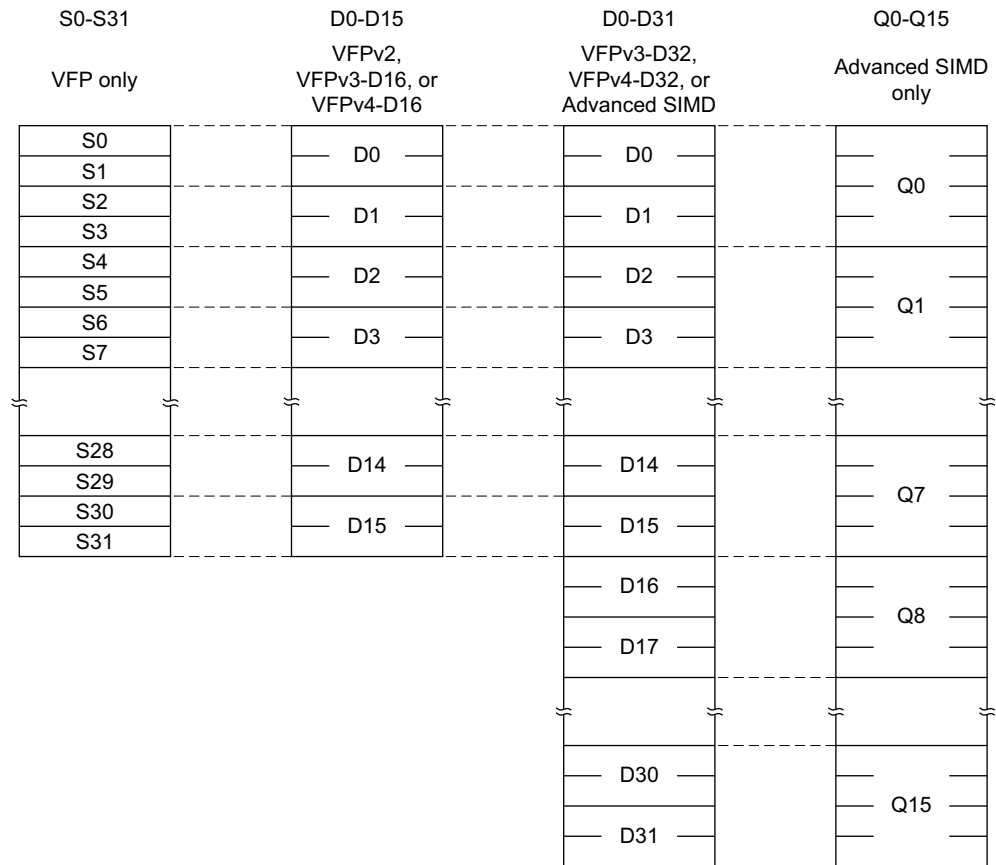 S0-S31
D0-D15
D0-D31
Q0-Q15
VFP only
VFPv2,
VFPv3-D16, or
VFPv4-D16
VFPv3-D32,
VFPv4-D32, or
Advanced SIMD
Advanced SIMD
only
S0
S1
S2
S3
S4
S5
S6
S7
S28
S29
S30
S31
D0
D1
D2
D3
D14
D15
D0
D1
D2
D3
D14
D15
D16
D17
D30
D31
Q0
Q1
Q7
Q8
Q15